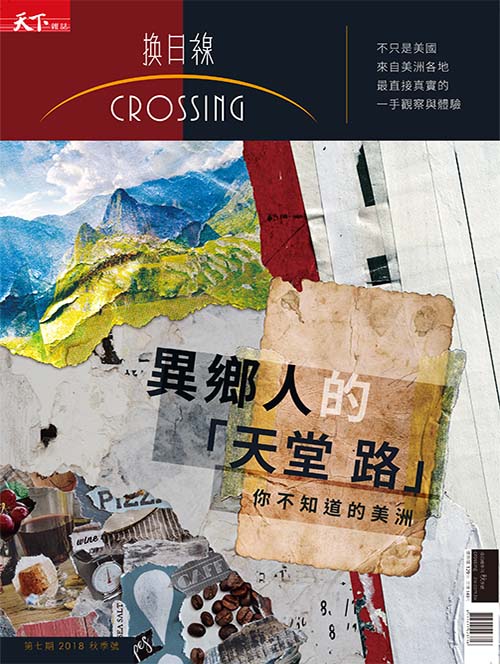 天下雜誌
換日線
CROSSING
不只是美國
來自美洲各地
最直接真實的
一手觀察與體驗
異鄉人的
「天堂 路」
你不知道的美洲
PIZZ
wine
SEA SALT
yes
第七期 2018 秋季號